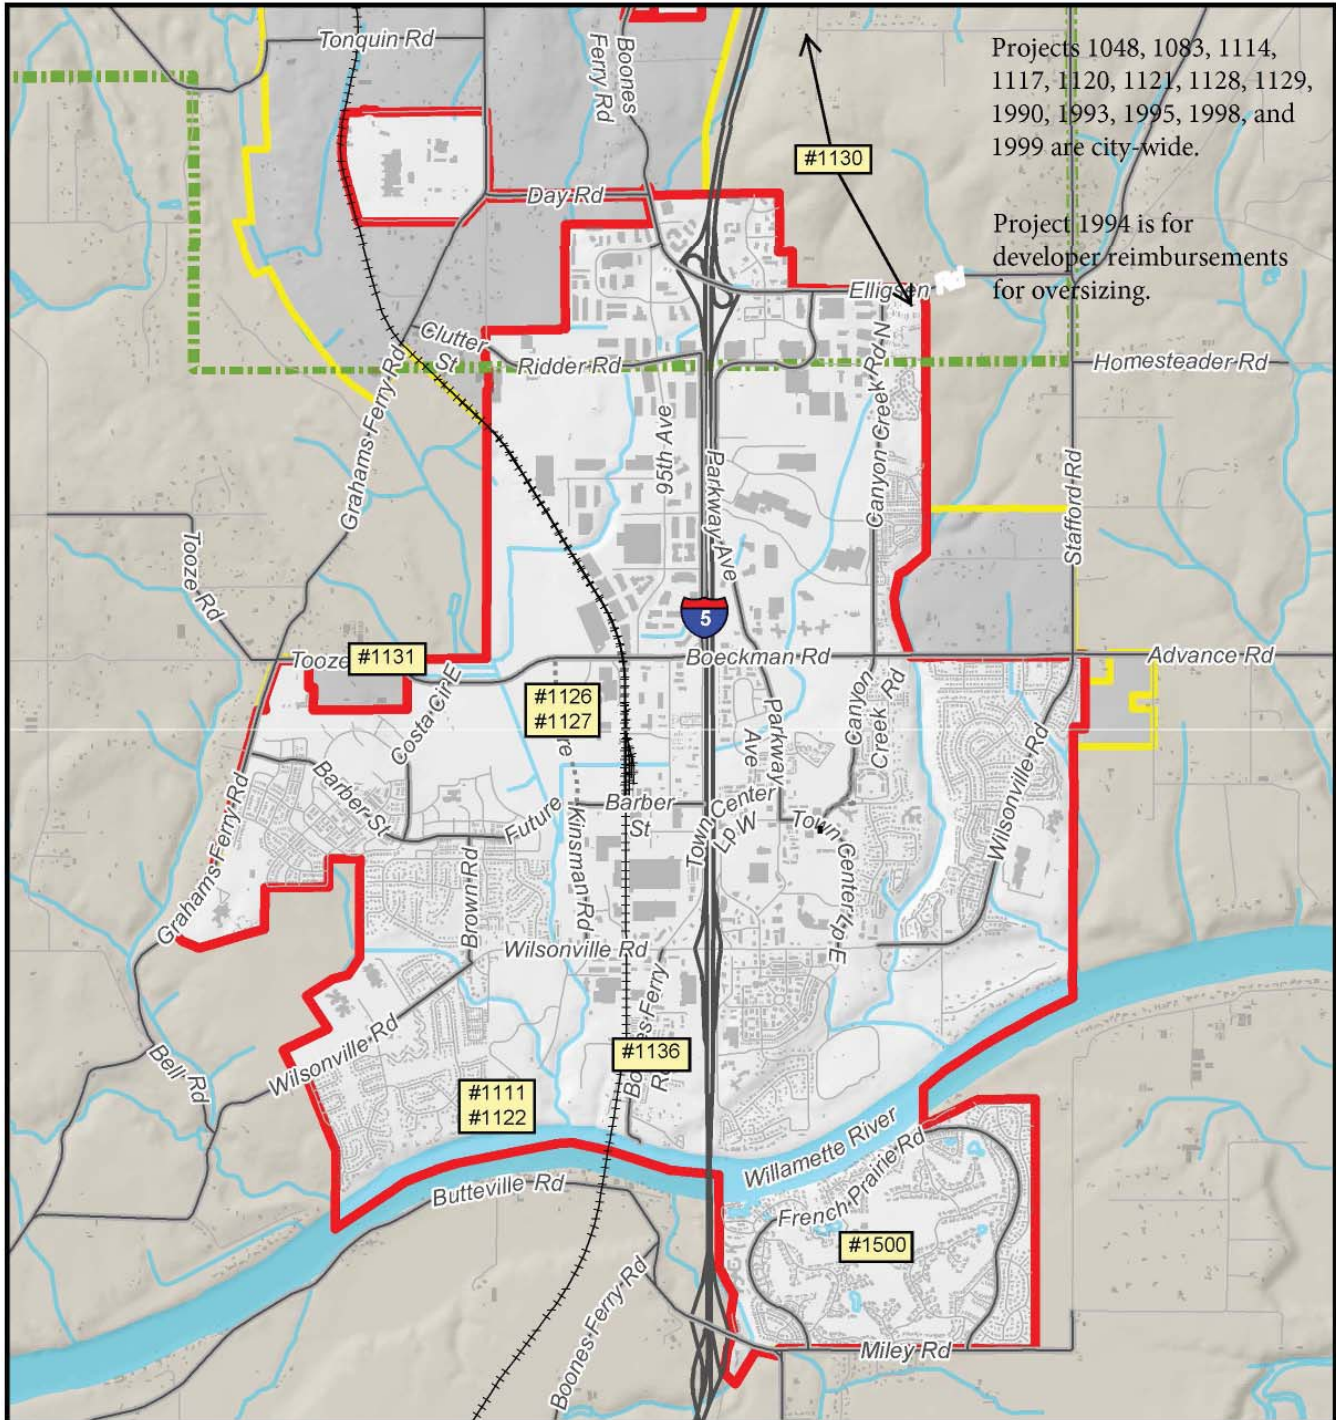 Tonquin Rd
Boones
Ferry Rd
Projects 1048, 1083, 1114,
1117, 1120, 1121, 1128, 1129,
1990, 1993, 1995, 1998, and
1999 are city-wide.
#1130
Day Rd
Project 1994 is for
developer reimbursements
for oversizing.
Elligsen Rd
Clutter
St
Ridder Rd
Homesteader Rd
Grahams Ferry Rd
95th Ave
Parkway Ave
Canyon Creek Rd N
Stafford Rd
Tooze Rd
5
Tooze
#1131
Boeckman Rd
Advance Rd
#1126
#1127
re
Costa Cir E
Canyon
Creek Rd
Parkway
Ave
Wilsonville Rd
Barber St
Grahams Ferry Rd
Future
Kinsman Rd
Barber
St
Town Center
Lp W
Town Center
Lp E
Brown Rd
Wilsonville Rd
Boones Ferry
Rd
#1136
Wilsonville Rd
Bell Rd
#1111
#1122
Willamette River
French Prairie Rd
Butteville Rd
#1500
Boones Ferry Rd
Miley Rd